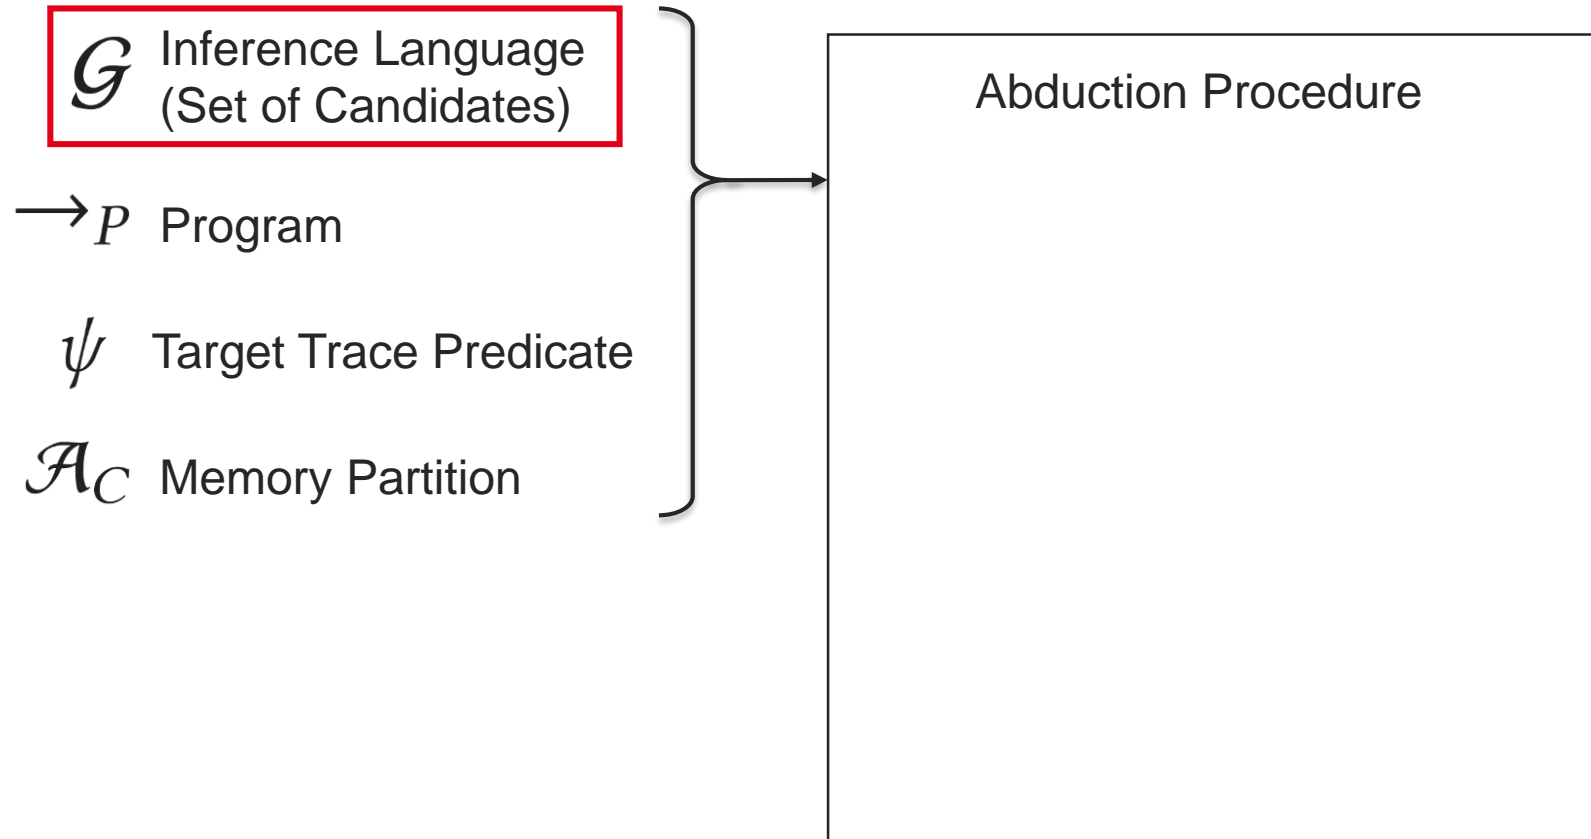 𝒢 Inference Language
(Set of Candidates)
→P Program
ψ Target Trace Predicate
𝒜C Memory Partition
Abduction Procedure